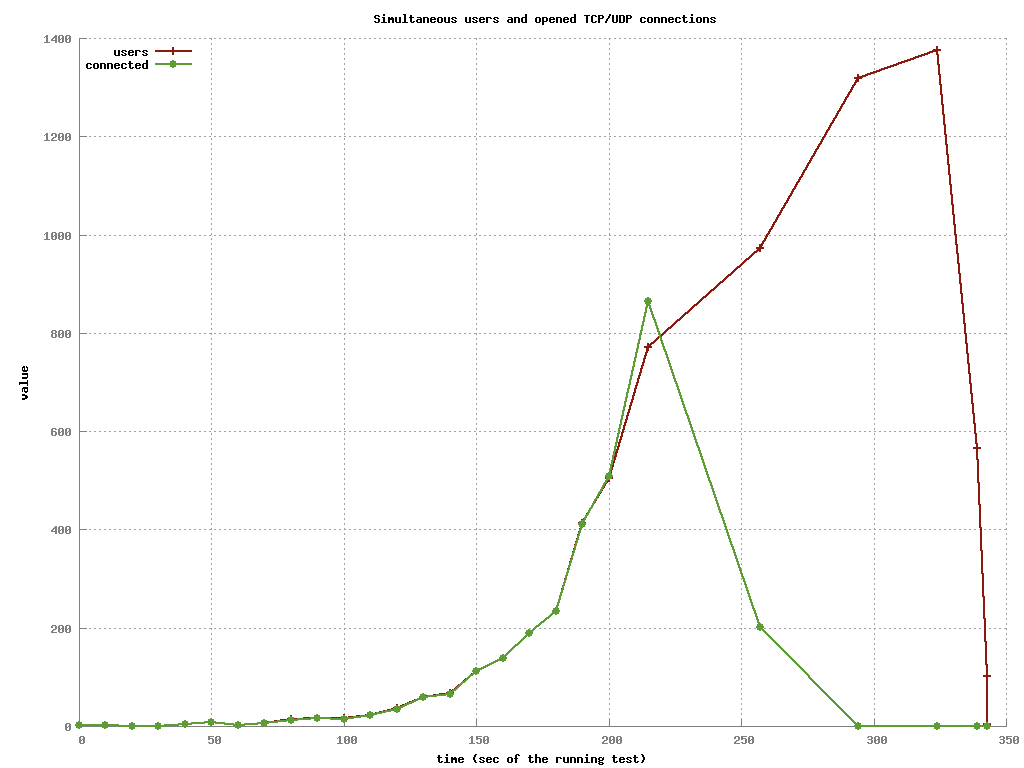 Simultaneous users and opened TCP/UDP connections
1400
users
connected
1200
1000
800
value
600
400
200
0
0 50 100 150 200 250 300 350
time (sec of the running test)